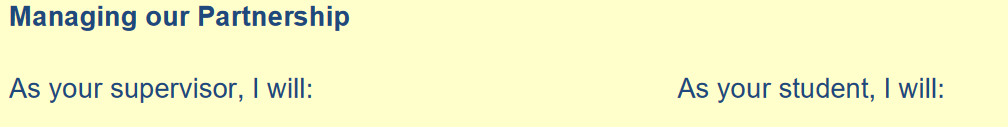 Managing our Partnership
As your supervisor, I will: As your student, I will: